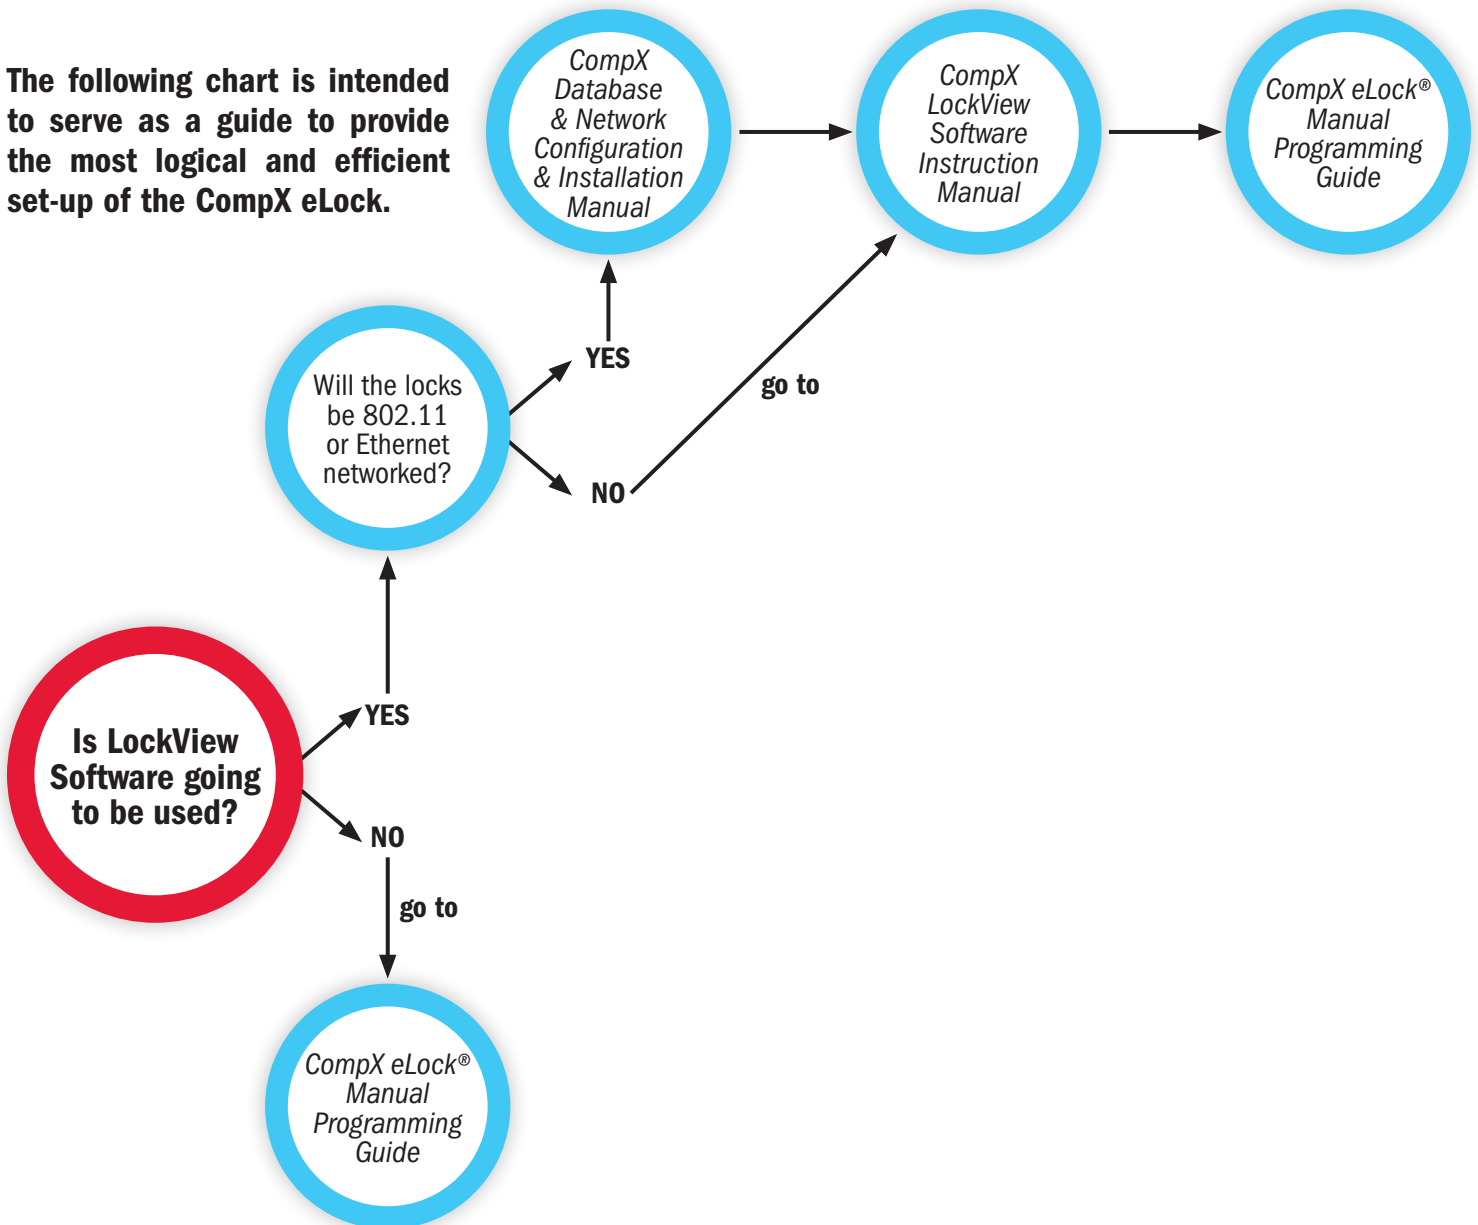 The following chart is intended
to serve as a guide to provide
the most logical and efficient
set-up of the CompX eLock.
CompX
Database
& Network
Configuration
& Installation
Manual
CompX
LockView
Software
Instruction
Manual
CompX eLock®
Manual
Programming
Guide
YES
go to
Will the locks
be 802.11
or Ethernet
networked?
NO
YES
Is LockView
Software going
to be used?
NO
go to
CompX eLock®
Manual
Programming
Guide